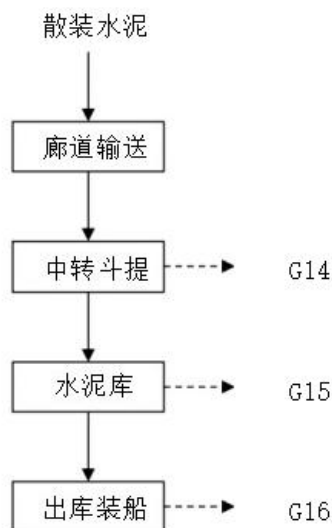 散装水泥
廊道输送
中转斗提
G14
水泥库
G15
出库装船
G16